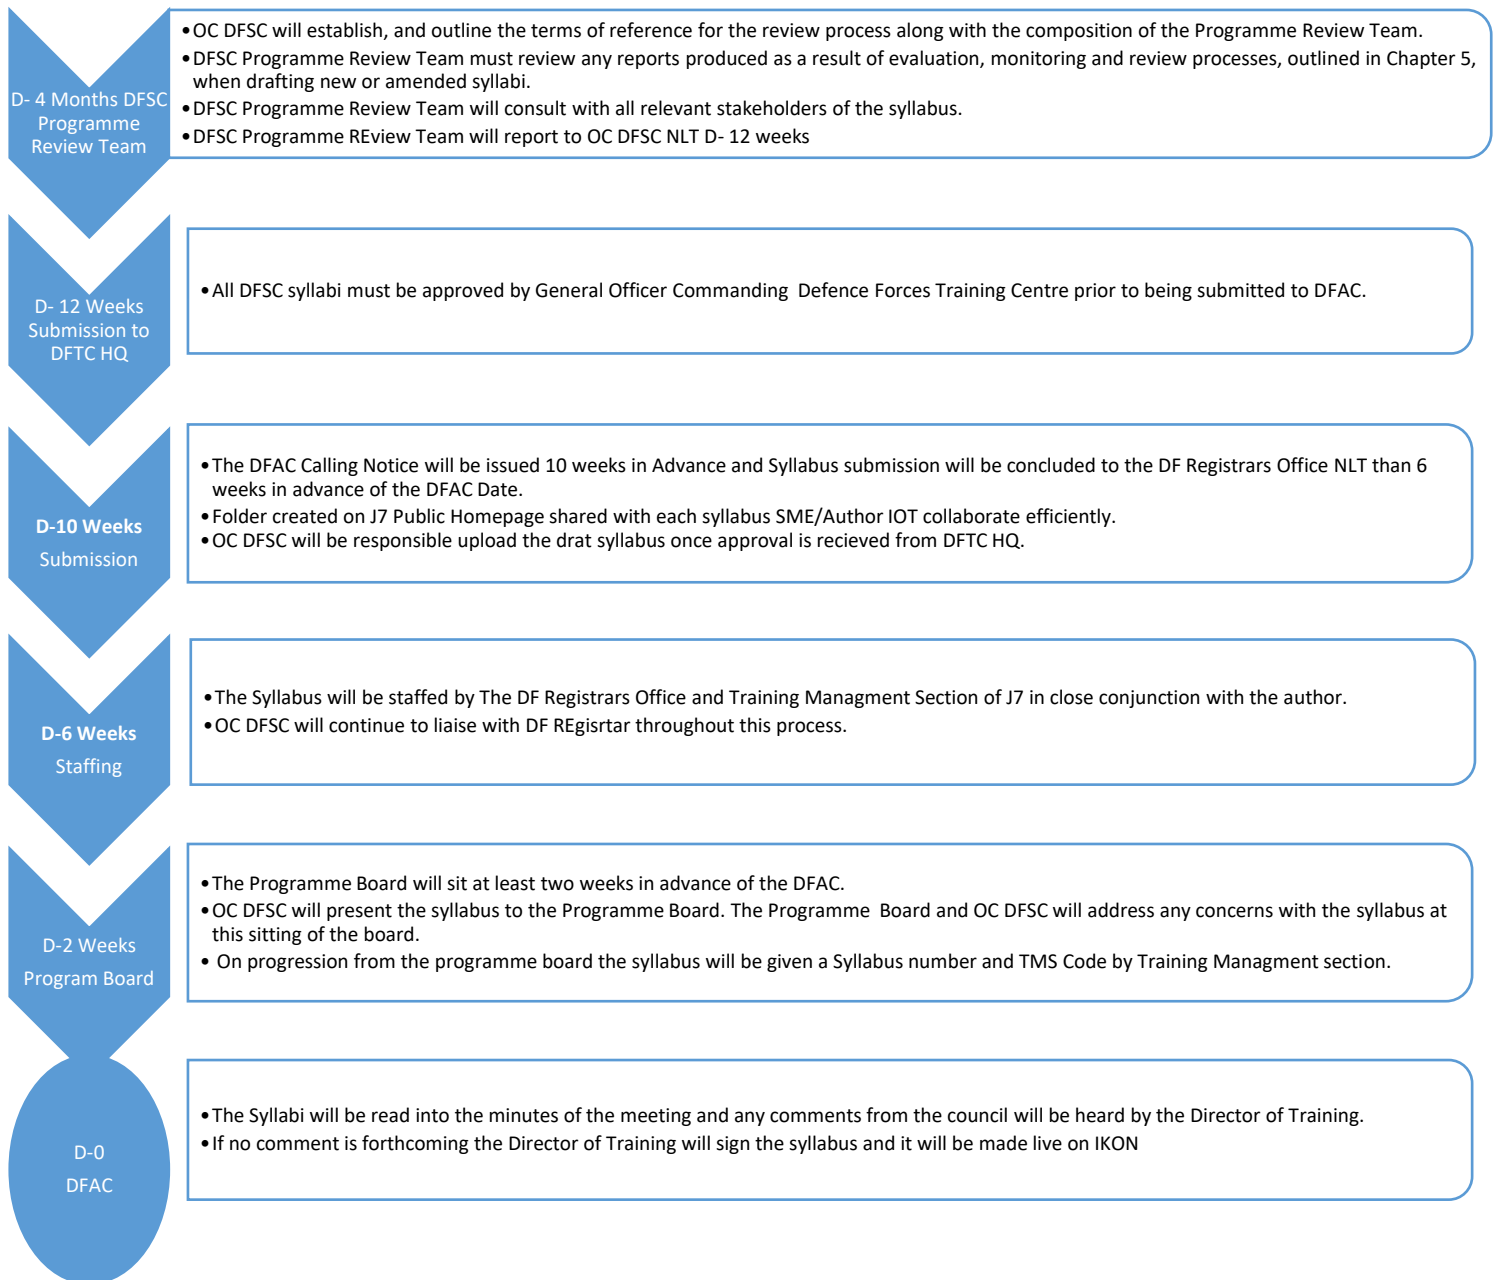 D- 4 Months DFSC
Programme
Review Team
•OC DFSC will establish, and outline the terms of reference for the review process along with the composition of the Programme Review Team.
•DFSC Programme Review Team must review any reports produced as a result of evaluation, monitoring and review processes, outlined in Chapter 5,
when drafting new or amended syllabi.
•DFSC Programme Review Team will consult with all relevant stakeholders of the syllabus.
•DFSC Programme REview Team will report to OC DFSC NLT D- 12 weeks
D- 12 Weeks
Submission to
DFTC HQ
•All DFSC syllabi must be approved by General Officer Commanding Defence Forces Training Centre prior to being submitted to DFAC.
D-10 Weeks
Submission
•The DFAC Calling Notice will be issued 10 weeks in Advance and Syllabus submission will be concluded to the DF Registrars Office NLT than 6
weeks in advance of the DFAC Date.
•Folder created on J7 Public Homepage shared with each syllabus SME/Author IOT collaborate efficiently.
•OC DFSC will be responsible upload the drat syllabus once approval is recieved from DFTC HQ.
D-6 Weeks
Staffing
•The Syllabus will be staffed by The DF Registrars Office and Training Managment Section of J7 in close conjunction with the author.
•OC DFSC will continue to liaise with DF REgisrtar throughout this process.
D-2 Weeks
Program Board
•The Programme Board will sit at least two weeks in advance of the DFAC.
•OC DFSC will present the syllabus to the Programme Board. The Programme Board and OC DFSC will address any concerns with the syllabus at
this sitting of the board.
• On progression from the programme board the syllabus will be given a Syllabus number and TMS Code by Training Managment section.
D-0
DFAC
•The Syllabi will be read into the minutes of the meeting and any comments from the council will be heard by the Director of Training.
•If no comment is forthcoming the Director of Training will sign the syllabus and it will be made live on IKON